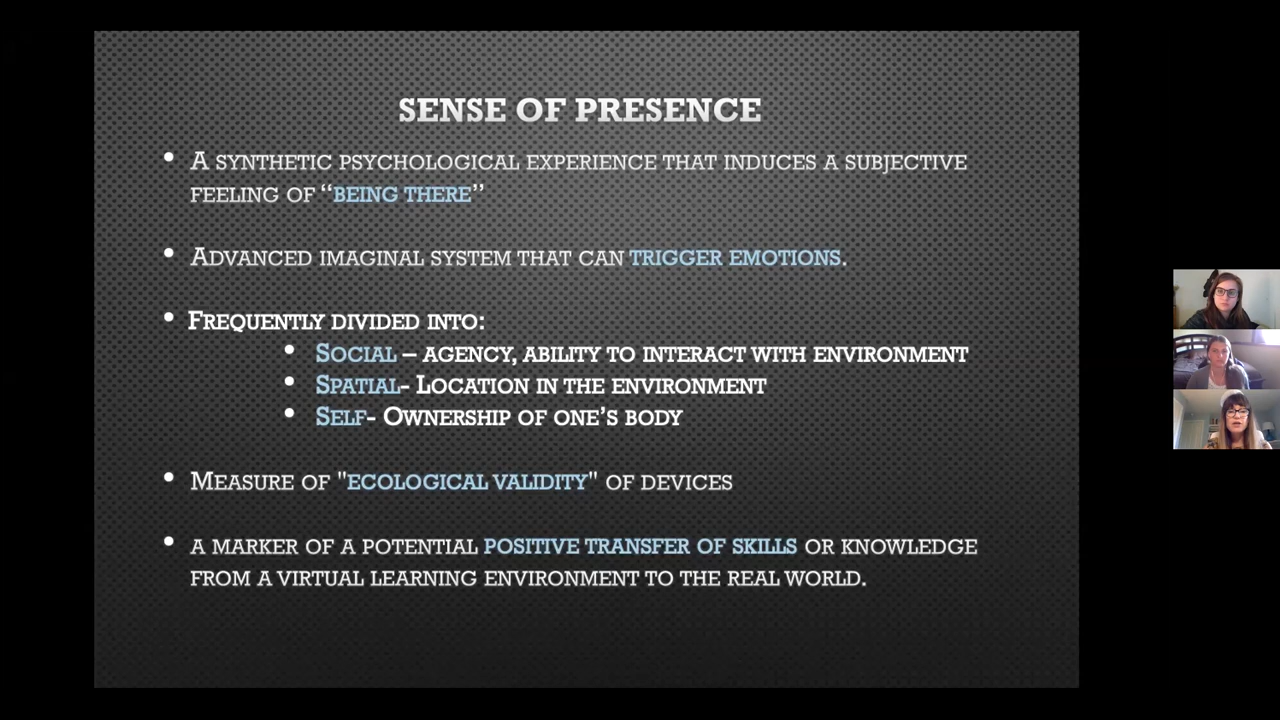 SENSE OF PRESENCE
• A SYNTHETIC PSYCHOLOGICAL EXPERIENCE THAT INDUCES A SUBJECTIVE
FEELING OF “BEING THERE”
• ADVANCED IMAGINAL SYSTEM THAT CAN TRIGGER EMOTIONS.
• FREQUENTLY DIVIDED INTO:
• SOCIAL – AGENCY, ABILITY TO INTERACT WITH ENVIRONMENT
• SPATIAL- LOCATION IN THE ENVIRONMENT
• SELF- OWNERSHIP OF ONE’S BODY
• MEASURE OF "ECOLOGICAL VALIDITY" OF DEVICES
• A MARKER OF A POTENTIAL POSITIVE TRANSFER OF SKILLS OR KNOWLEDGE
FROM A VIRTUAL LEARNING ENVIRONMENT TO THE REAL WORLD.